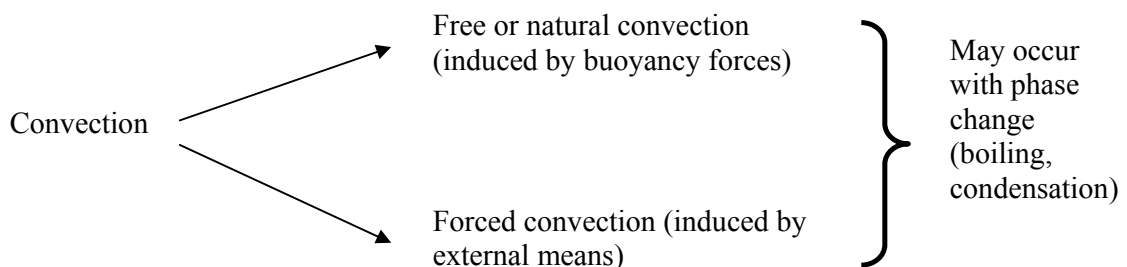 Free or natural convection
(induced by buoyancy forces)
May occur
with phase
change
(boiling,
condensation)
Convection
Forced convection (induced by
external means)